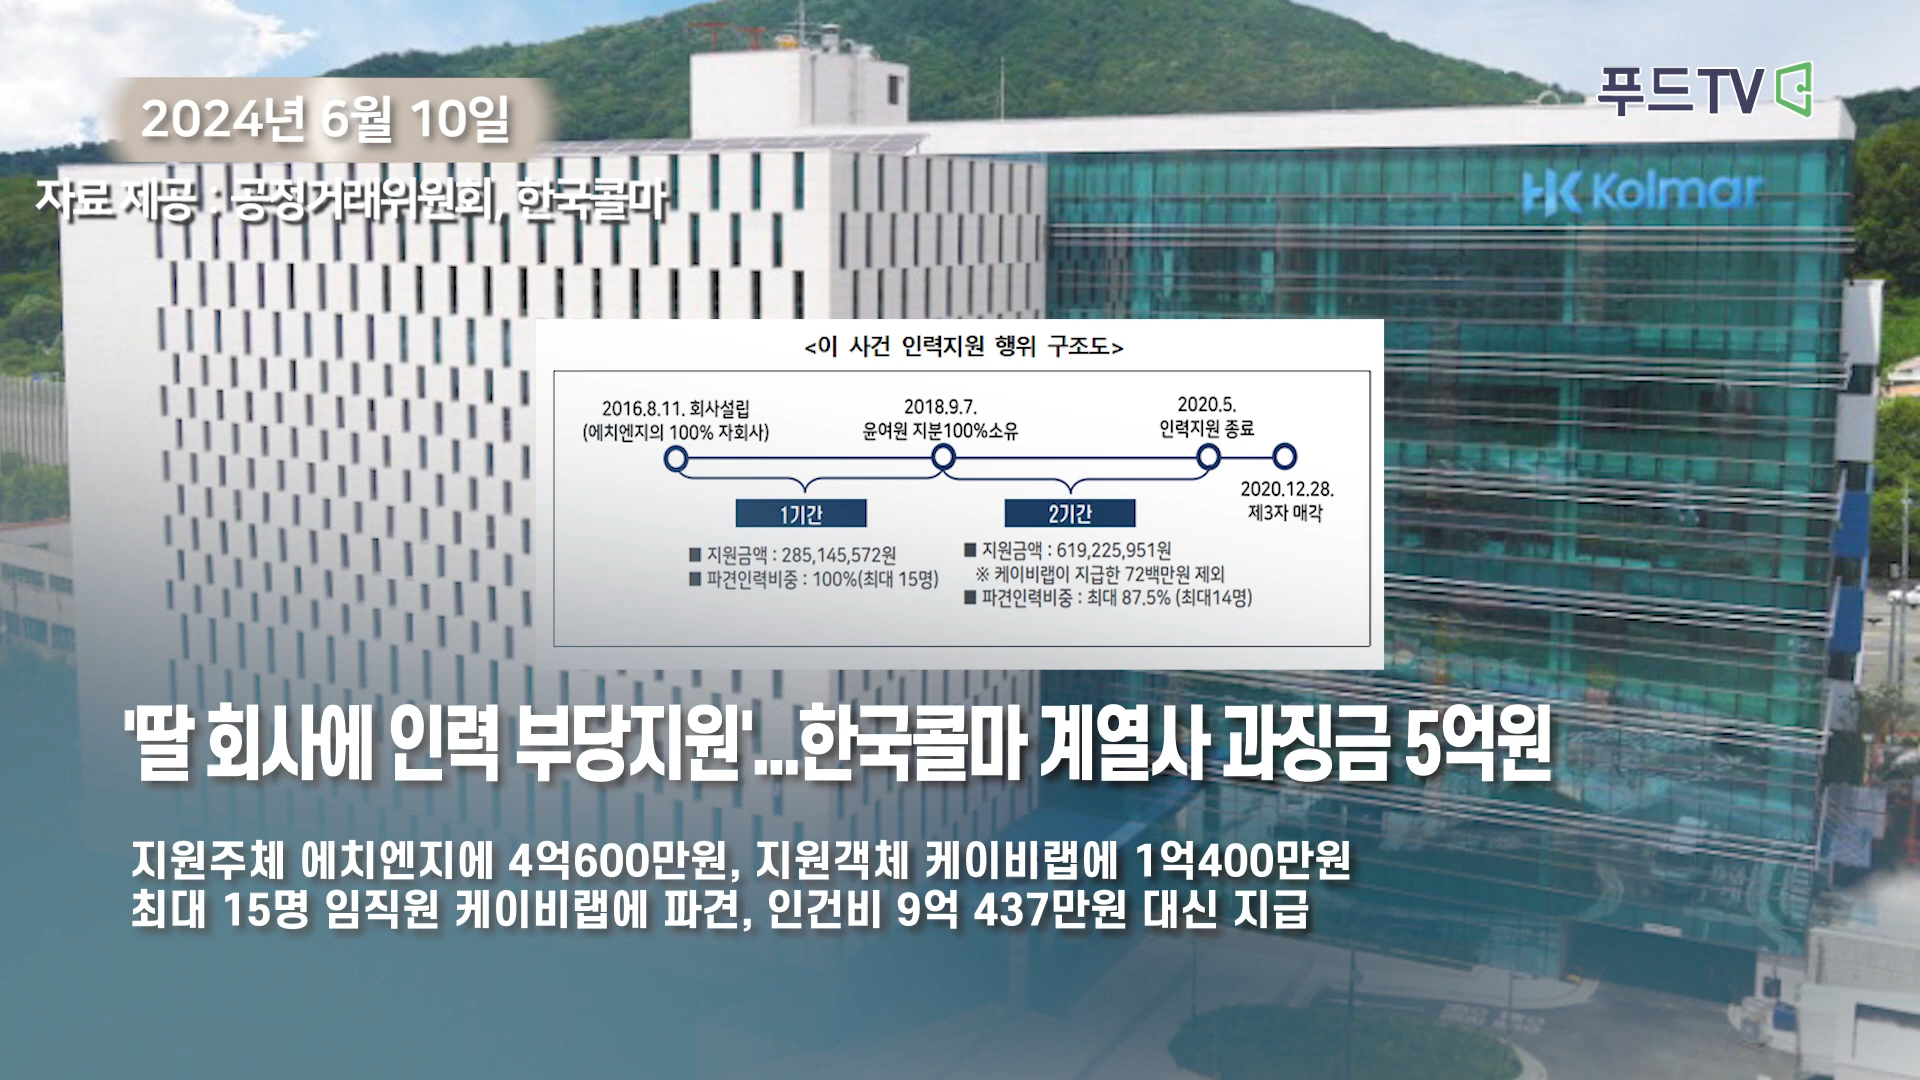 2024년 6월 10일
푸드TV
자료 제공 : 공정거래위원회, 한국콜마
HK Kolmar
<이 사건 인력지원 행위 구조도>
2016.8.11. 회사설립
(에치엔지의 100% 자회사)
2018.9.7.
윤여원 지분100%소유
2020.5.
인력지원 종료
2020.12.28.
제3자 매각
1기간
■ 지원금액 : 285,145,572원
■ 파견인력비중 : 100%(최대 15명)
2기간
■ 지원금액 : 619,225,951원
※ 케이비랩이 지급한 72백만원 제외
■ 파견인력비중 : 최대 87.5% (최대14명)
'딸 회사에 인력 부당지원'...한국콜마 계열사 과징금 5억원
지원주체 에치엔지에 4억600만원, 지원객체 케이비랩에 1억400만원
최대 15명 임직원 케이비랩에 파견, 인건비 9억 437만원 대신 지급